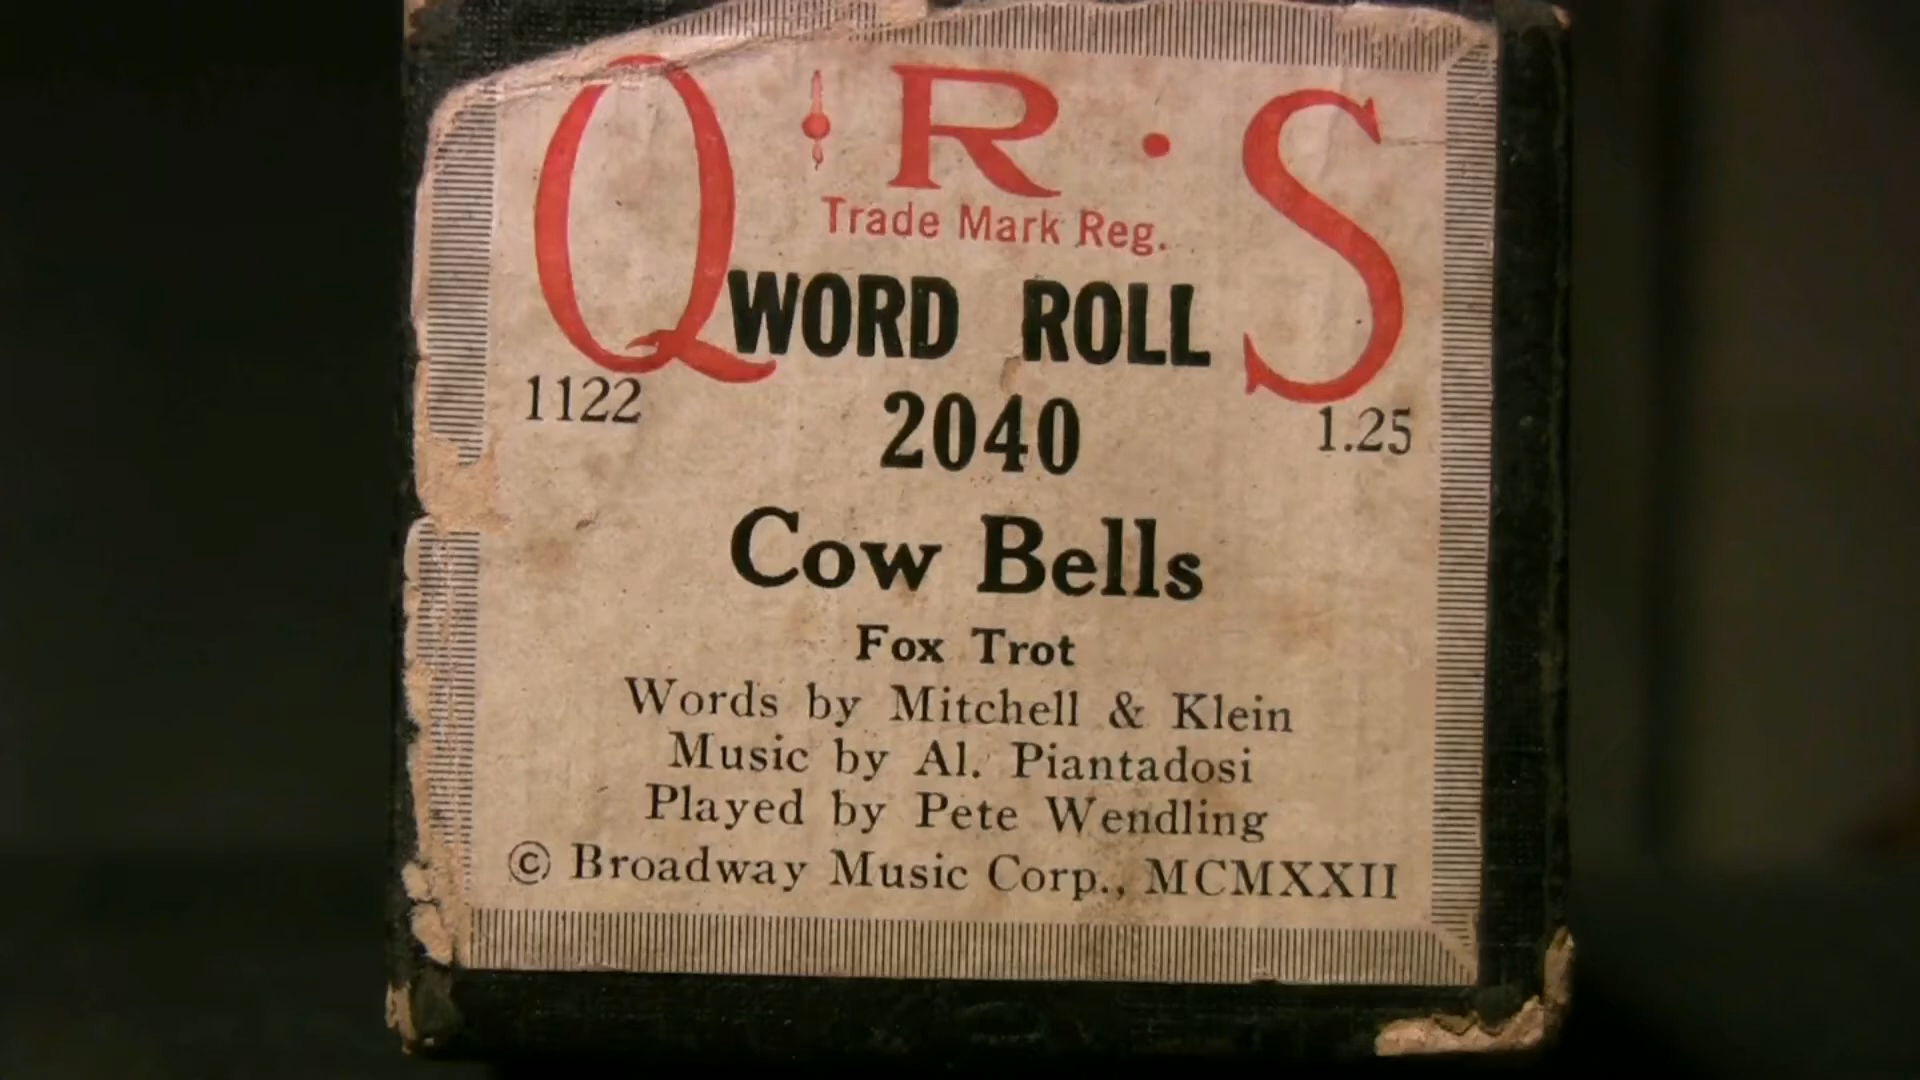 Q·R·S
Trade Mark Reg.
WORD ROLL
1122 2040 1.25
Cow Bells
Fox Trot
Words by Mitchell & Klein
Music by Al. Piantadosi
Played by Pete Wendling
© Broadway Music Corp., MCMXXII